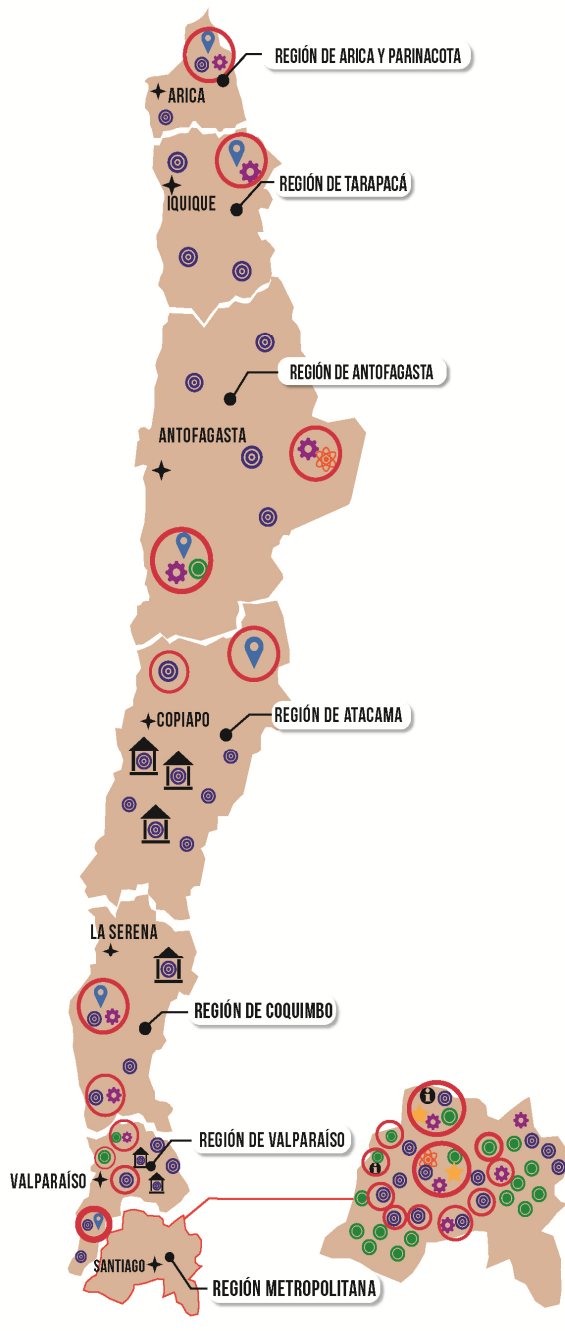 REGIÓN DE ARICA Y PARINACOTA
ARICA
REGIÓN DE TARAPACÁ
IQUIQUE
REGIÓN DE ANTOFAGASTA
ANTOFAGASTA
REGIÓN DE ATACAMA
COPIAPO
LA SERENA
REGIÓN DE COQUIMBO
REGIÓN DE VALPARAÍSO
VALPARAÍSO
SANTIAGO
REGIÓN METROPOLITANA